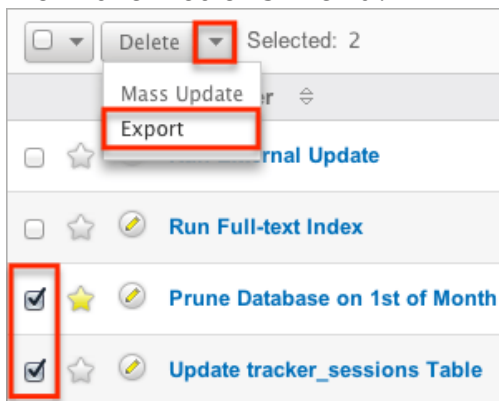 Delete Selected: 2
Mass Update
Export
rnal Update
Run Full-text Index
Prune Database on 1st of Month
Update tracker_sessions Table